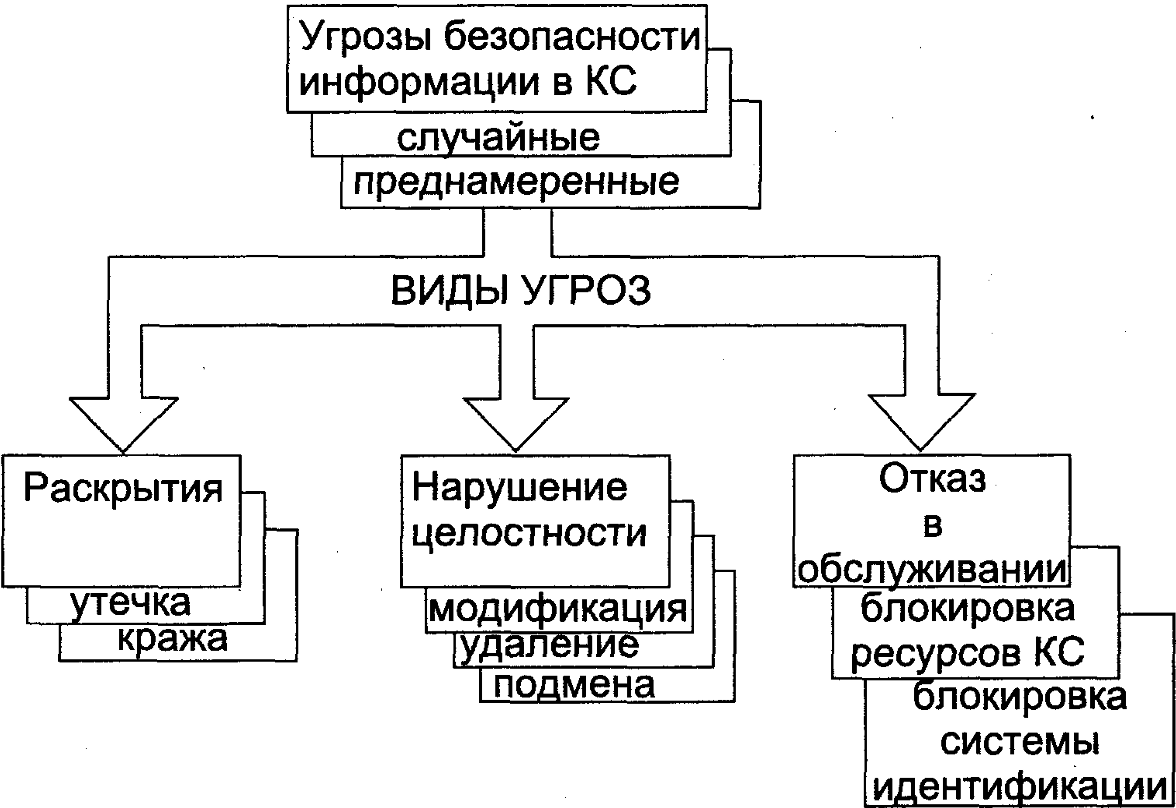 Угрозы безопасности
информации в КС
случайные
преднамеренные
ВИДЫ УГРОЗ
Раскрытия
утечка
кража
Нарушение
целостности
модификация
удаление
подмена
Отказ
в
обслуживании
блокировка
ресурсов КС
блокировка
системы
идентификации